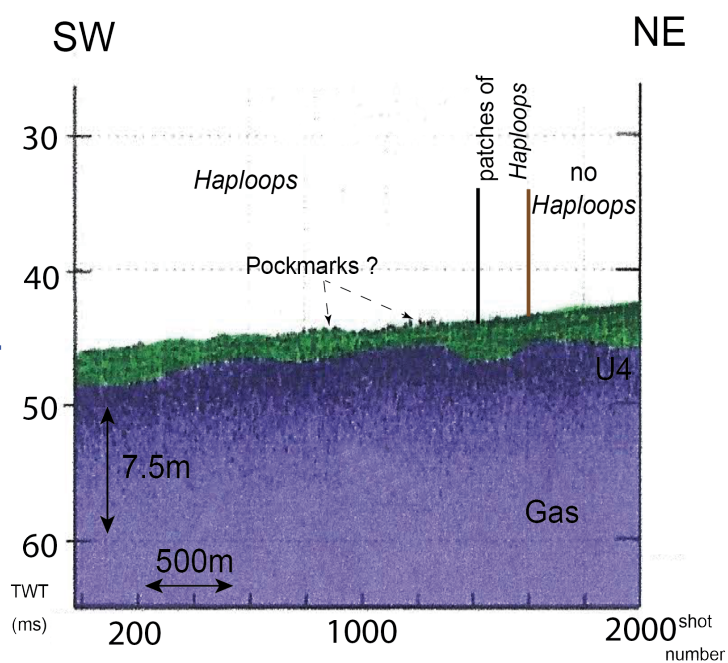 SW
NE
30
patches of
Haploops
no
Haploops
Haploops
Pockmarks ?
40
U4
50
7.5m
Gas
60
500m
TWT
(ms)
200
1000
2000
shot
number